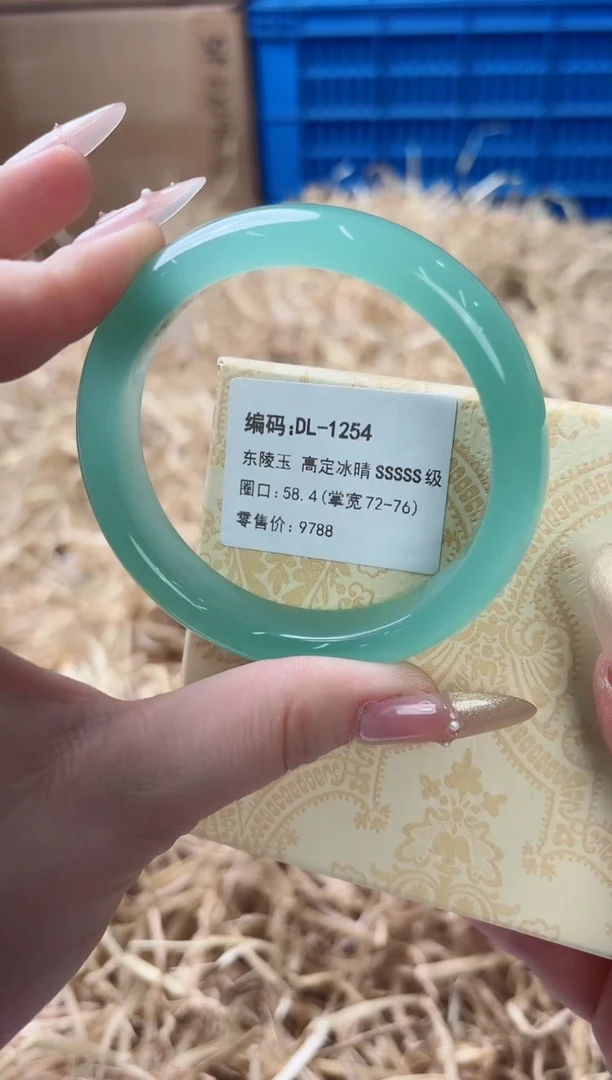 编码:DL-1254
东陵玉 高定冰晴SSSSS级
圈口:58.4(掌宽72-76)
零售价:9788